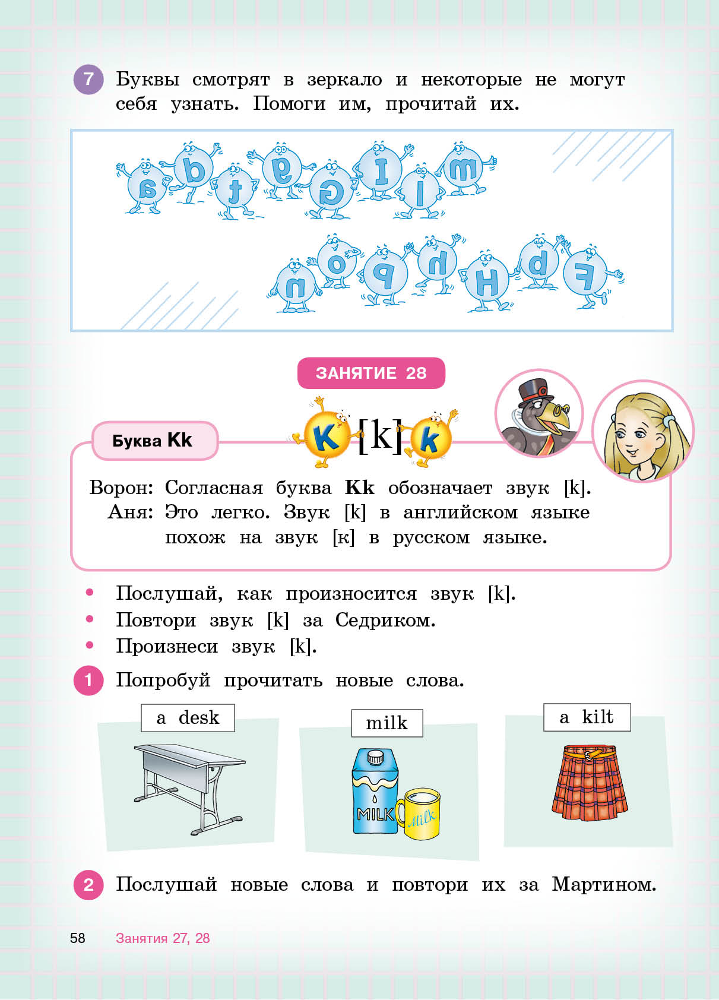 7 Буквы смотрят в зеркало и некоторые не могут
себя узнать. Помоги им, прочитай их.
a b t g G I l m
n o h H F
ЗАНЯТИЕ 28
K [k] k
Буква Kk
Ворон: Согласная буква Kk обозначает звук [k].
Аня: Это легко. Звук [k] в английском языке
похож на звук [к] в русском языке.
• Послушай, как произносится звук [k].
• Повтори звук [k] за Седриком.
• Произнеси звук [k].
1 Попробуй прочитать новые слова.
a desk milk a kilt
MILK Milk
2 Послушай новые слова и повтори их за Мартином.
58 Занятия 27, 28